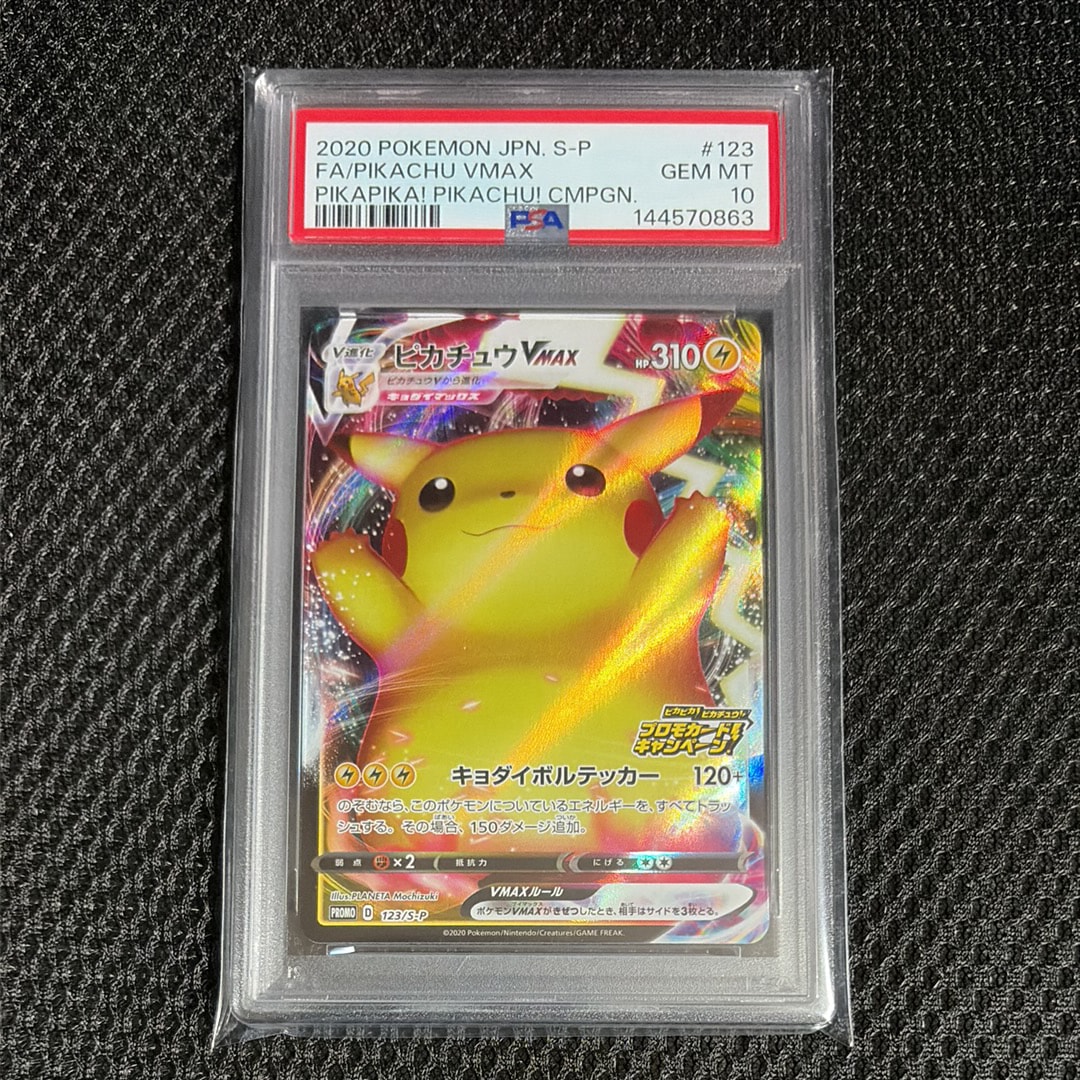 2020 POKEMON JPN. S-P #123
FA/PIKACHU VMAX GEM MT
PIKAPIKA! PIKACHU! CMPGN. 10
PSA 144570863
V進化 ピカチュウVMAX HP 310
ピカチュウVから進化
キョダイマックス
ピカピカ! ピカチュウ!
プロモカード
キャンペーン!
キョダイボルテッカー 120+
のぞむなら、このポケモンについているエネルギーを、すべてトラッ
シュする。その場合、150ダメージ追加。
弱点 ×2 抵抗力 にげる
Illus. PLANETA Mochizuki VMAXルール
PROMO D 123/S-P ポケモンVMAXがきぜつしたとき、相手はサイドを3枚とる。
©2020 Pokémon/Nintendo/Creatures/GAME FREAK.